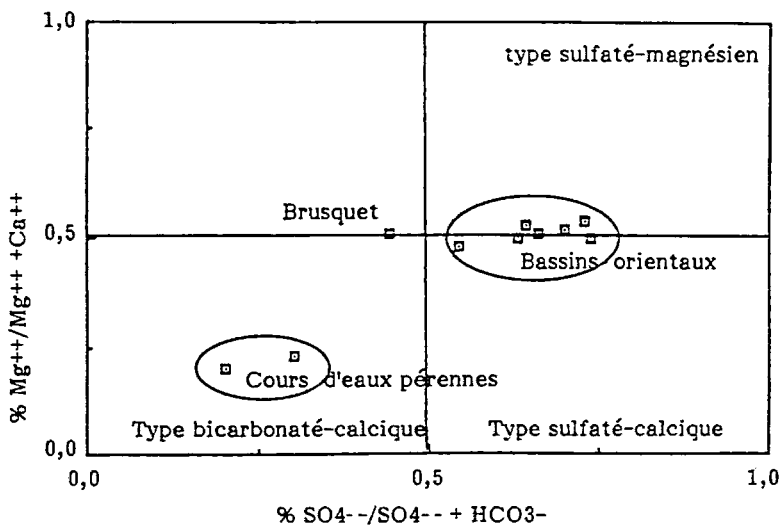 1,0
type sulfaté-magnésien
Brusquet
0,5
Bassins orientaux
Cours d'eaux pérennes
Type bicarbonaté-calcique
Type sulfaté-calcique
0,0
0,0
0,5
1,0
% SO4--/SO4-- + HCO3-
% Mg++/Mg++ +Ca++